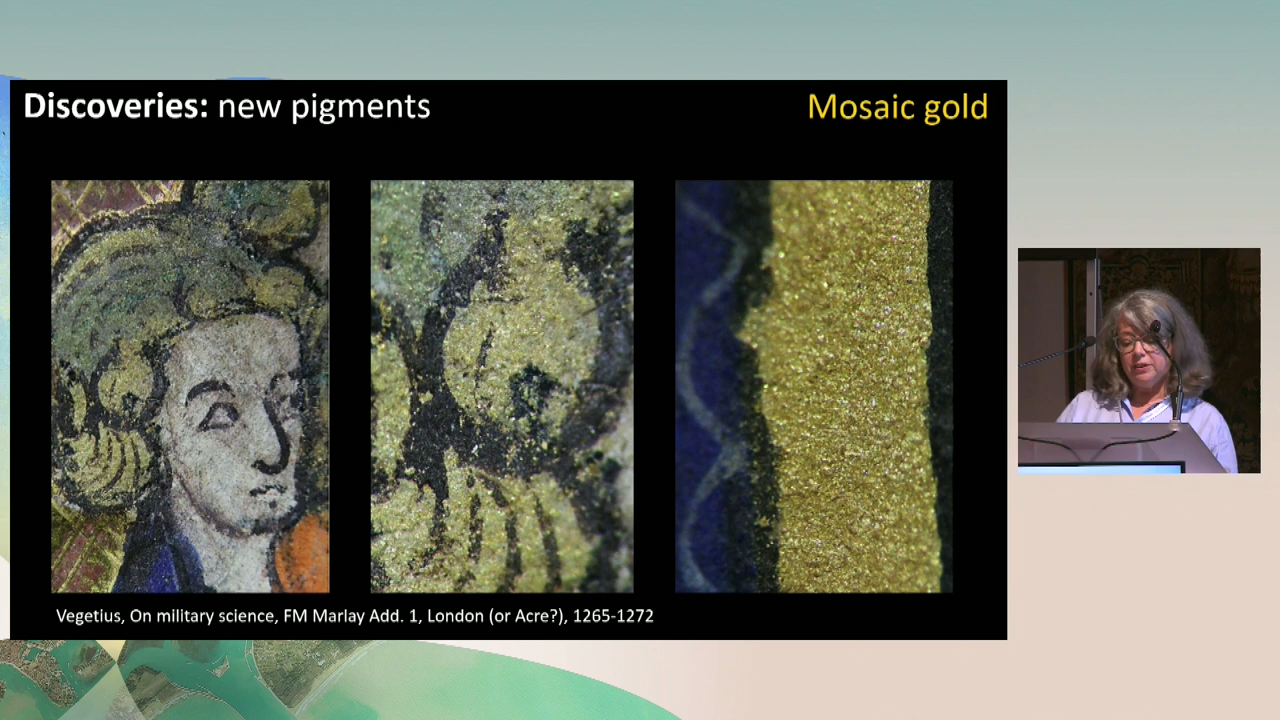 Discoveries: new pigments
Mosaic gold
Vegetius, On military science, FM Marlay Add. 1, London (or Acre?), 1265-1272